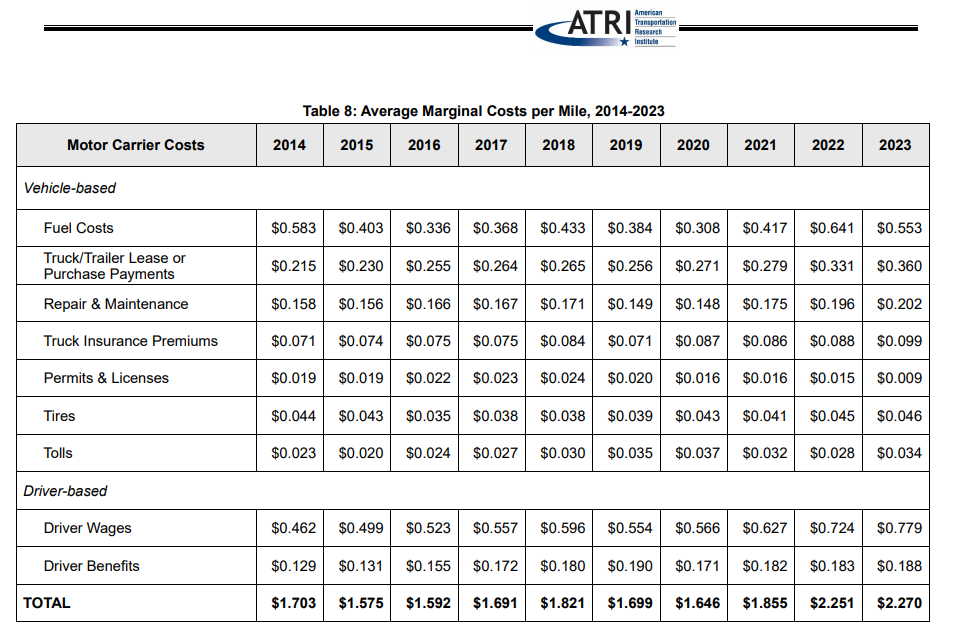 ATRI
American
Transportation
Research
Institute
Table 8: Average Marginal Costs per Mile, 2014-2023
Motor Carrier Costs 2014 2015 2016 2017 2018 2019 2020 2021 2022 2023
Vehicle-based
Fuel Costs $0.583 $0.403 $0.336 $0.368 $0.433 $0.384 $0.308 $0.417 $0.641 $0.553
Truck/Trailer Lease or
Purchase Payments $0.215 $0.230 $0.255 $0.264 $0.265 $0.256 $0.271 $0.279 $0.331 $0.360
Repair & Maintenance $0.158 $0.156 $0.166 $0.167 $0.171 $0.149 $0.148 $0.175 $0.196 $0.202
Truck Insurance Premiums $0.071 $0.074 $0.075 $0.075 $0.084 $0.071 $0.087 $0.086 $0.088 $0.099
Permits & Licenses $0.019 $0.019 $0.022 $0.023 $0.024 $0.020 $0.016 $0.016 $0.015 $0.009
Tires $0.044 $0.043 $0.035 $0.038 $0.038 $0.039 $0.043 $0.041 $0.045 $0.046
Tolls $0.023 $0.020 $0.024 $0.027 $0.030 $0.035 $0.037 $0.032 $0.028 $0.034
Driver-based
Driver Wages $0.462 $0.499 $0.523 $0.557 $0.596 $0.554 $0.566 $0.627 $0.724 $0.779
Driver Benefits $0.129 $0.131 $0.155 $0.172 $0.180 $0.190 $0.171 $0.182 $0.183 $0.188
TOTAL $1.703 $1.575 $1.592 $1.691 $1.821 $1.699 $1.646 $1.855 $2.251 $2.270